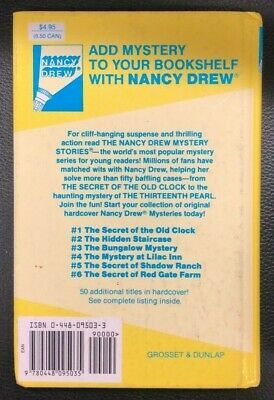 $4.95
(5.50 CAN)
NANCY
DREW®
ADD MYSTERY
TO YOUR BOOKSHELF
WITH NANCY DREW®
For cliff-hanging suspense and thrilling
action read THE NANCY DREW MYSTERY
STORIES®—the world's most popular mystery
series for young readers! Millions of fans have
matched wits with Nancy Drew, helping her
solve more than fifty baffling cases—from
THE SECRET OF THE OLD CLOCK to the
haunting mystery of THE THIRTEENTH PEARL.
Join the fun! Start your collection of original
hardcover Nancy Drew® Mysteries today!
#1 The Secret of the Old Clock
#2 The Hidden Staircase
#3 The Bungalow Mystery
#4 The Mystery at Lilac Inn
#5 The Secret of Shadow Ranch
#6 The Secret of Red Gate Farm
50 additional titles in hardcover!
See complete listing inside.
ISBN 0-448-09503-3
90000>
EAN
9780448095035
GROSSET & DUNLAP